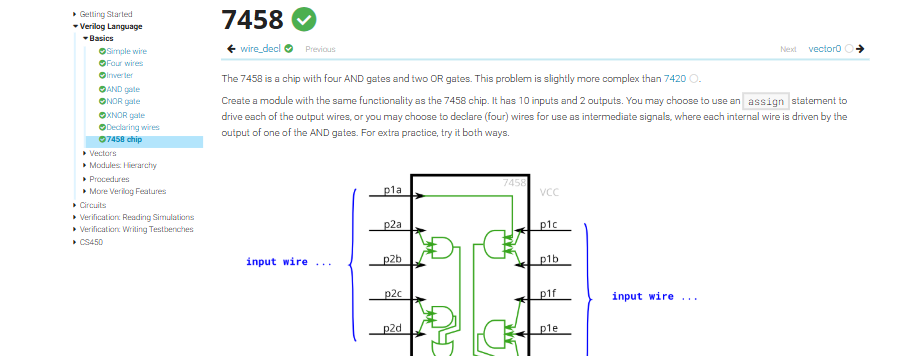 Getting Started
Verilog Language
Basics
Simple wire
Four wires
Inverter
AND gate
NOR gate
XNOR gate
Declaring wires
7458 chip
Vectors
Modules: Hierarchy
Procedures
More Verilog Features
Circuits
Verification: Reading Simulations
Verification: Writing Testbenches
CS450
7458
wire_decl Previous Next vector0
The 7458 is a chip with four AND gates and two OR gates. This problem is slightly more complex than 7420 .
Create a module with the same functionality as the 7458 chip. It has 10 inputs and 2 outputs. You may choose to use an assign statement to
drive each of the output wires, or you may choose to declare (four) wires for use as intermediate signals, where each internal wire is driven by the
output of one of the AND gates. For extra practice, try it both ways.
7458
VCC
p1a
p2a
p1c
p2b
p1b
input wire ...
p2c
p1f
input wire ...
p2d
p1e